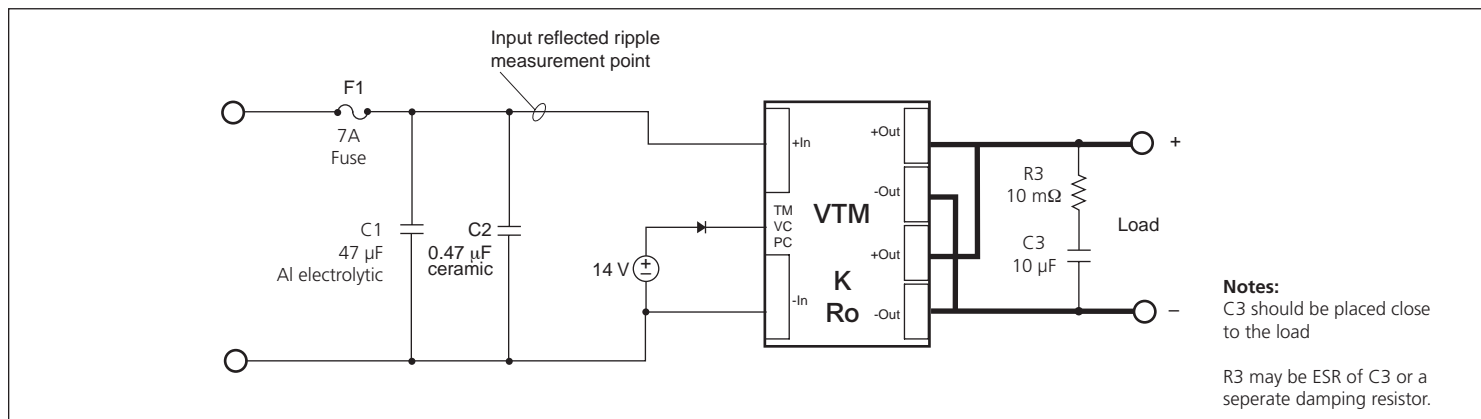 Input reflected ripple
measurement point
F1
7A
Fuse
C1
47 µF
Al electrolytic
C2
0.47 µF
ceramic
14 V
+In
TM
VC
PC
-In
VTM
K
Ro
+Out
-Out
+Out
-Out
R3
10 mΩ
C3
10 µF
+
Load
–
Notes:
C3 should be placed close
to the load
R3 may be ESR of C3 or a
seperate damping resistor.